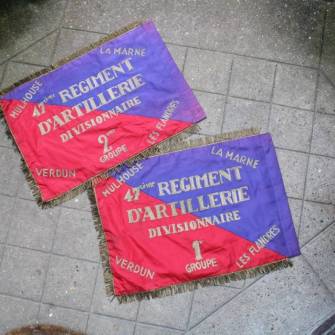 MULHOUSE
LA MARNE
47ème REGIMENT
D'ARTILLERIE
DIVISIONNAIRE
2ème
GROUPE
VERDUN
LES FLANDRES
MULHOUSE
LA MARNE
47ème REGIMENT
D'ARTILLERIE
DIVISIONNAIRE
1er
GROUPE
VERDUN
LES FLANDRES